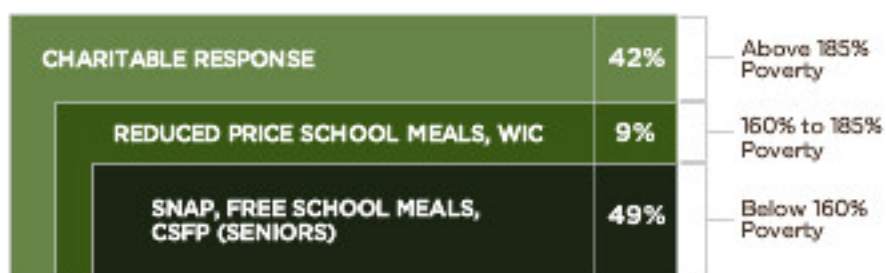 CHARITABLE RESPONSE
42%
Above 185%
Poverty
REDUCED PRICE SCHOOL MEALS, WIC
9%
160% to 185%
Poverty
SNAP, FREE SCHOOL MEALS,
CSFP (SENIORS)
49%
Below 160%
Poverty